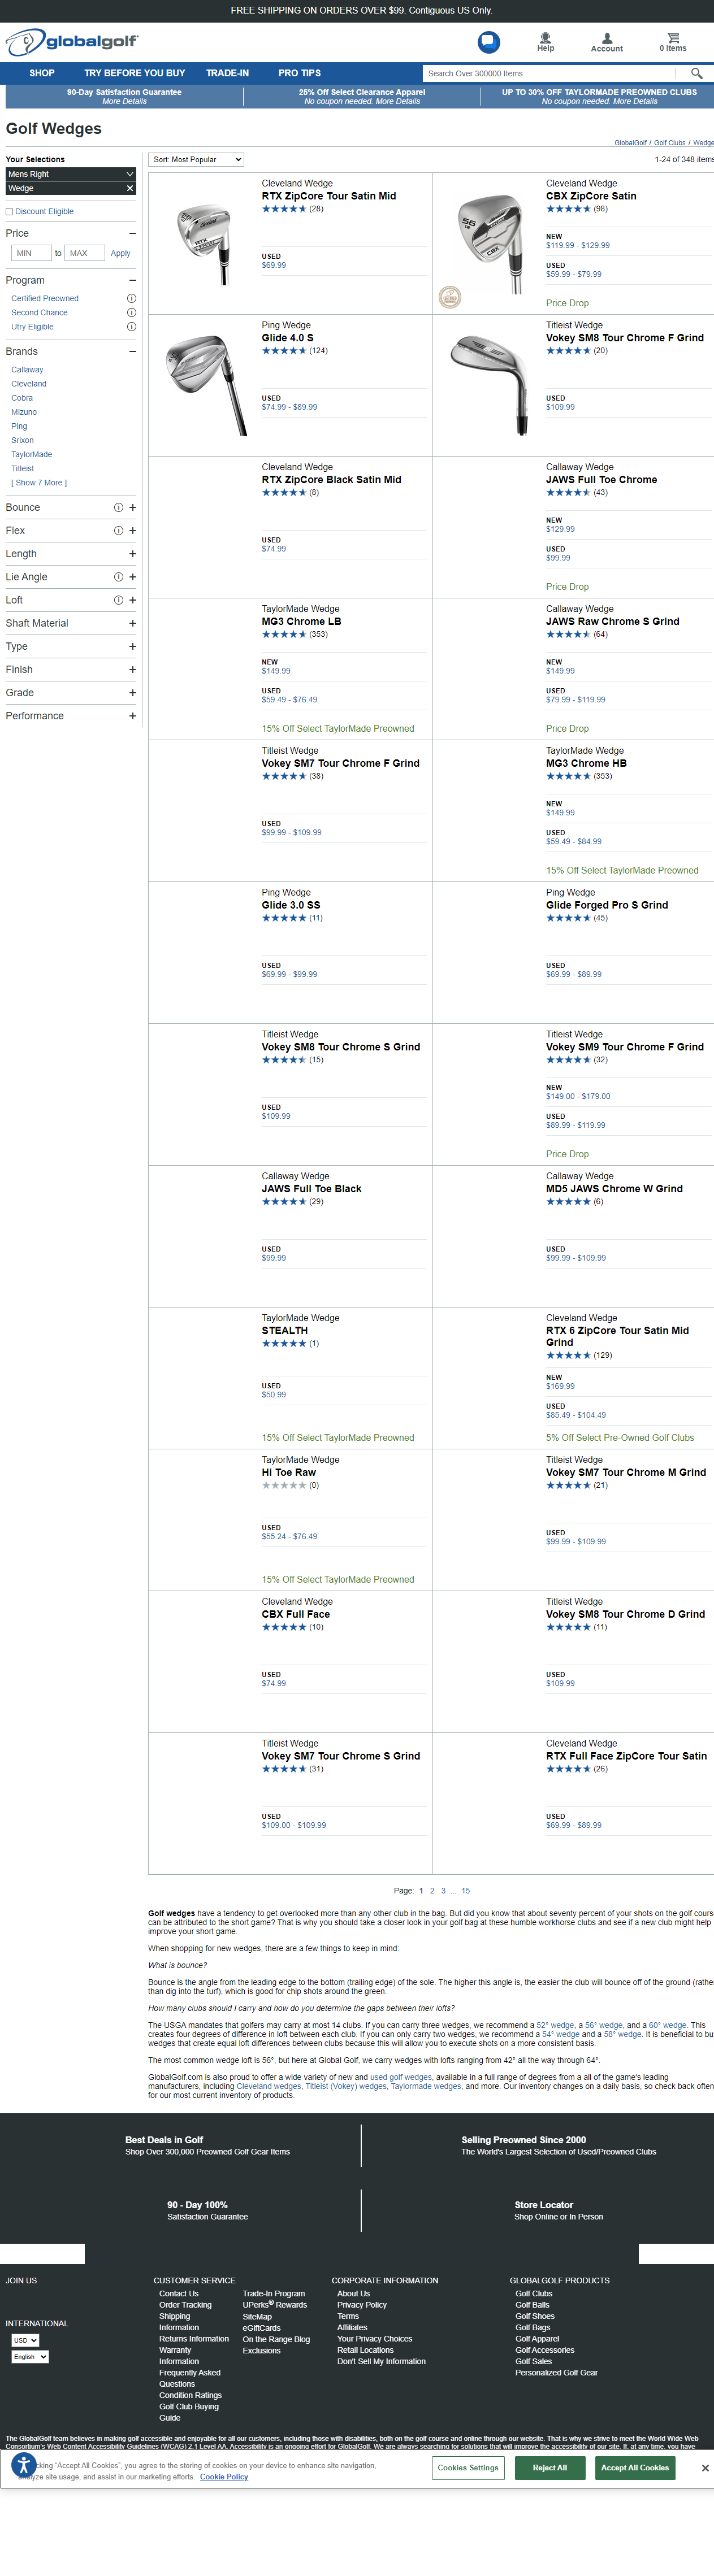 FREE SHIPPING ON ORDERS OVER $99. Contiguous US Only.
globalgolf
Help
Account
0 Items
SHOP TRY BEFORE YOU BUY TRADE-IN PRO TIPS
Search Over 300000 Items
90-Day Satisfaction Guarantee
More Details
25% Off Select Clearance Apparel
No coupon needed. More Details
UP TO 30% OFF TAYLORMADE PREOWNED CLUBS
No coupon needed. More Details
Golf Wedges
GlobalGolf / Golf Clubs / Wedge
Your Selections
Mens Right
Wedge
Discount Eligible
Price
MIN to MAX Apply
Program
Certified Preowned
Second Chance
Utry Eligible
Brands
Callaway
Cleveland
Cobra
Mizuno
Ping
Srixon
TaylorMade
Titleist
[ Show 7 More ]
Bounce
Flex
Length
Lie Angle
Loft
Shaft Material
Type
Finish
Grade
Performance
Sort: Most Popular
1-24 of 348 items
Cleveland Wedge
RTX ZipCore Tour Satin Mid
(28)
USED
$69.99
Cleveland Wedge
CBX ZipCore Satin
(98)
NEW
$119.99 - $129.99
USED
$59.99 - $79.99
Price Drop
Ping Wedge
Glide 4.0 S
(124)
USED
$74.99 - $89.99
Titleist Wedge
Vokey SM8 Tour Chrome F Grind
(20)
USED
$109.99
Cleveland Wedge
RTX ZipCore Black Satin Mid
(8)
USED
$74.99
Callaway Wedge
JAWS Full Toe Chrome
(43)
NEW
$129.99
USED
$99.99
Price Drop
TaylorMade Wedge
MG3 Chrome LB
(353)
NEW
$149.99
USED
$59.49 - $76.49
15% Off Select TaylorMade Preowned
Callaway Wedge
JAWS Raw Chrome S Grind
(64)
NEW
$149.99
USED
$79.99 - $119.99
Price Drop
Titleist Wedge
Vokey SM7 Tour Chrome F Grind
(38)
USED
$99.99 - $109.99
TaylorMade Wedge
MG3 Chrome HB
(353)
NEW
$149.99
USED
$59.49 - $84.99
15% Off Select TaylorMade Preowned
Ping Wedge
Glide 3.0 SS
(11)
USED
$69.99 - $99.99
Ping Wedge
Glide Forged Pro S Grind
(45)
USED
$69.99 - $89.99
Titleist Wedge
Vokey SM8 Tour Chrome S Grind
(15)
USED
$109.99
Titleist Wedge
Vokey SM9 Tour Chrome F Grind
(32)
NEW
$149.00 - $179.00
USED
$89.99 - $119.99
Price Drop
Callaway Wedge
JAWS Full Toe Black
(29)
USED
$99.99
Callaway Wedge
MD5 JAWS Chrome W Grind
(6)
USED
$99.99 - $109.99
TaylorMade Wedge
STEALTH
(1)
USED
$50.99
15% Off Select TaylorMade Preowned
Cleveland Wedge
RTX 6 ZipCore Tour Satin Mid
Grind
(129)
NEW
$169.99
USED
$85.49 - $104.49
5% Off Select Pre-Owned Golf Clubs
TaylorMade Wedge
Hi Toe Raw
(0)
USED
$55.24 - $76.49
15% Off Select TaylorMade Preowned
Titleist Wedge
Vokey SM7 Tour Chrome M Grind
(21)
USED
$99.99 - $109.99
Cleveland Wedge
CBX Full Face
(10)
USED
$74.99
Titleist Wedge
Vokey SM8 Tour Chrome D Grind
(11)
USED
$109.99
Titleist Wedge
Vokey SM7 Tour Chrome S Grind
(31)
USED
$109.00 - $109.99
Cleveland Wedge
RTX Full Face ZipCore Tour Satin
(26)
USED
$69.99 - $89.99
Page: 1 2 3 ... 15
Golf wedges have a tendency to get overlooked more than any other club in the bag. But did you know that about seventy percent of your shots on the golf cours
can be attributed to the short game? That is why you should take a closer look in your golf bag at these humble workhorse clubs and see if a new club might help
improve your short game.
When shopping for new wedges, there are a few things to keep in mind:
What is bounce?
Bounce is the angle from the leading edge to the bottom (trailing edge) of the sole. The higher this angle is, the easier the club will bounce off of the ground (rathe
than dig into the turf), which is good for chip shots around the green.
How many clubs should I carry and how do you determine the gaps between their lofts?
The USGA mandates that golfers may carry at most 14 clubs. If you can carry three wedges, we recommend a 52° wedge, a 56° wedge, and a 60° wedge. This
creates four degrees of difference in loft between each club. If you can only carry two wedges, we recommend a 54° wedge and a 58° wedge. It is beneficial to bu
wedges that create equal loft differences between clubs because this will allow you to execute shots on a more consistent basis.
The most common wedge loft is 56°, but here at Global Golf, we carry wedges with lofts ranging from 42° all the way through 64°.
GlobalGolf.com is also proud to offer a wide variety of new and used golf wedges, available in a full range of degrees from a all of the game's leading
manufacturers, including Cleveland wedges, Titleist (Vokey) wedges, Taylormade wedges, and more. Our inventory changes on a daily basis, so check back often
for our most current inventory of products.
Best Deals in Golf
Shop Over 300,000 Preowned Golf Gear Items
Selling Preowned Since 2000
The World's Largest Selection of Used/Preowned Clubs
90 - Day 100%
Satisfaction Guarantee
Store Locator
Shop Online or In Person
JOIN US
INTERNATIONAL
USD
English
CUSTOMER SERVICE
Contact Us
Order Tracking
Shipping
Information
Returns Information
Warranty
Information
Frequently Asked
Questions
Condition Ratings
Golf Club Buying
Guide
Trade-In Program
UPerks® Rewards
SiteMap
eGiftCards
On the Range Blog
Exclusions
CORPORATE INFORMATION
About Us
Privacy Policy
Terms
Affiliates
Your Privacy Choices
Retail Locations
Don't Sell My Information
GLOBALGOLF PRODUCTS
Golf Clubs
Golf Balls
Golf Shoes
Golf Bags
Golf Apparel
Golf Accessories
Golf Sales
Personalized Golf Gear
The GlobalGolf team believes in making golf accessible and enjoyable for all our customers, including those with disabilities, both on the golf course and online through our website. That is why we strive to meet the World Wide Web
Consortium's Web Content Accessibility Guidelines (WCAG) 2.1 Level AA. Accessibility is an ongoing effort for GlobalGolf. We are always searching for solutions that will improve the accessibility of our site. If, at any time, you have
cking "Accept All Cookies", you agree to the storing of cookies on your device to enhance site navigation,
analyze site usage, and assist in our marketing efforts. Cookie Policy
Cookies Settings
Reject All
Accept All Cookies